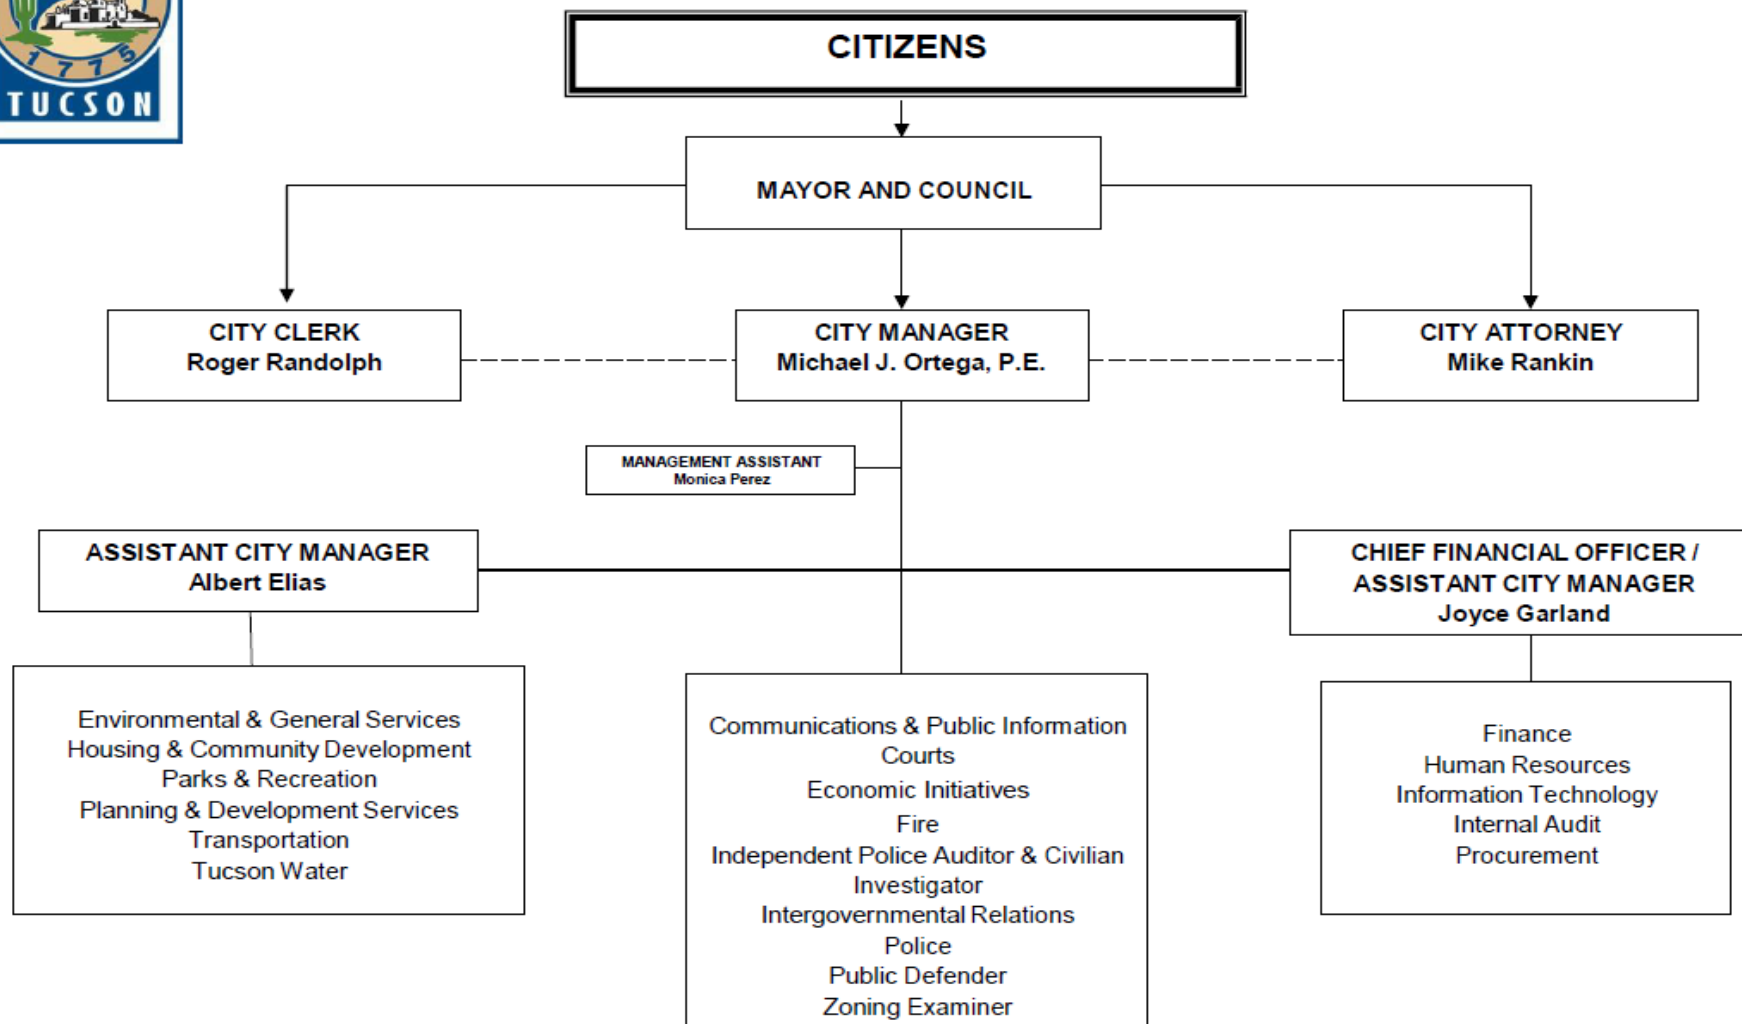 1775
TUCSON
CITIZENS
MAYOR AND COUNCIL
CITY CLERK
Roger Randolph
CITY MANAGER
Michael J. Ortega, P.E.
CITY ATTORNEY
Mike Rankin
MANAGEMENT ASSISTANT
Monica Perez
ASSISTANT CITY MANAGER
Albert Elias
CHIEF FINANCIAL OFFICER /
ASSISTANT CITY MANAGER
Joyce Garland
Environmental & General Services
Housing & Community Development
Parks & Recreation
Planning & Development Services
Transportation
Tucson Water
Communications & Public Information
Courts
Economic Initiatives
Fire
Independent Police Auditor & Civilian
Investigator
Intergovernmental Relations
Police
Public Defender
Zoning Examiner
Finance
Human Resources
Information Technology
Internal Audit
Procurement